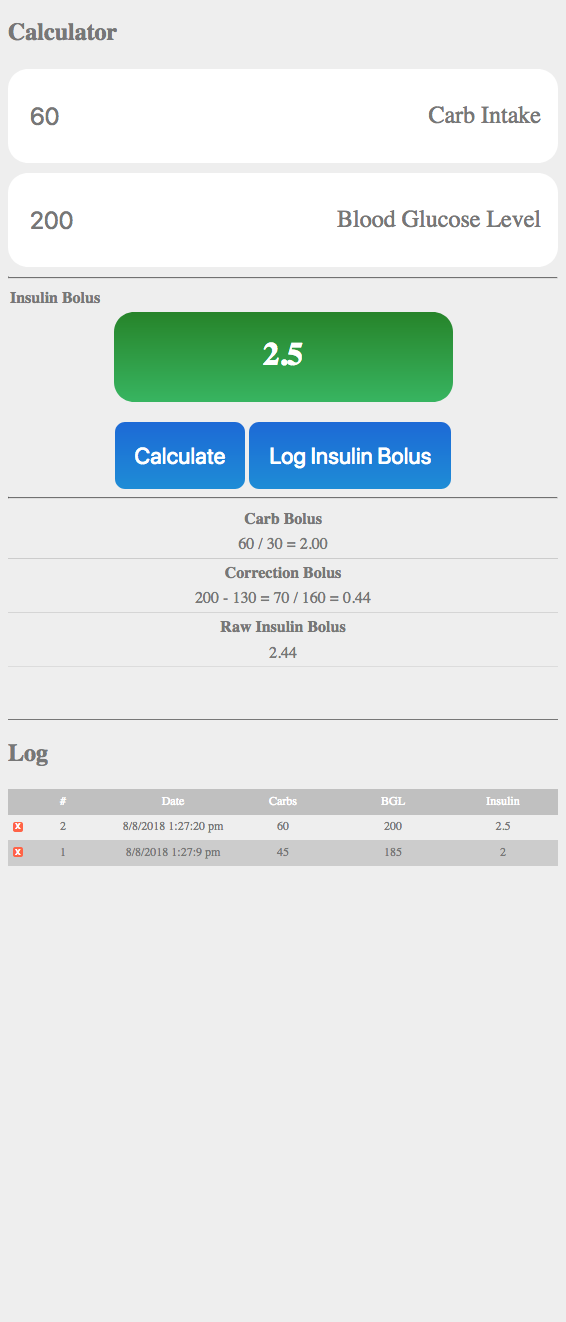 Calculator
60 Carb Intake
200 Blood Glucose Level
Insulin Bolus
2.5
Calculate Log Insulin Bolus
Carb Bolus
60 / 30 = 2.00
Correction Bolus
200 - 130 = 70 / 160 = 0.44
Raw Insulin Bolus
2.44
Log
# Date Carbs BGL Insulin
x 2 8/8/2018 1:27:20 pm 60 200 2.5
x 1 8/8/2018 1:27:9 pm 45 185 2